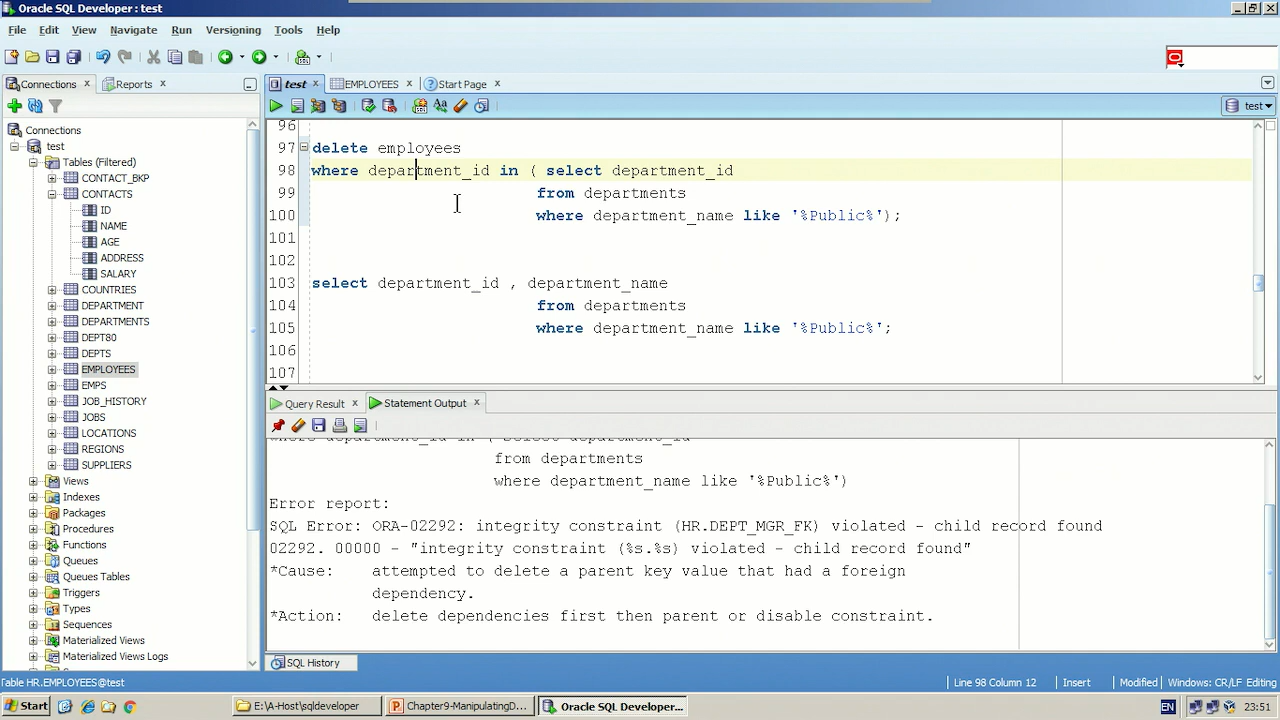 Oracle SQL Developer : test
File Edit View Navigate Run Versioning Tools Help
Connections Reports test EMPLOYEES Start Page
test
Connections
test
Tables (Filtered)
CONTACT_BKP
CONTACTS
ID
NAME
AGE
ADDRESS
SALARY
COUNTRIES
DEPARTMENT
DEPARTMENTS
DEPT80
DEPTS
EMPLOYEES
EMPS
JOB_HISTORY
JOBS
LOCATIONS
REGIONS
SUPPLIERS
Views
Indexes
Packages
Procedures
Functions
Queues
Queues Tables
Triggers
Types
Sequences
Materialized Views
Materialized Views Logs
96
97 delete employees
98 where department_id in ( select department_id
99 from departments
100 where department_name like '%Public%');
101
102
103 select department_id , department_name
104 from departments
105 where department_name like '%Public%';
106
107
Query Result Statement Output
where department_id in ( select department_id
from departments
where department_name like '%Public%')
Error report:
SQL Error: ORA-02292: integrity constraint (HR.DEPT_MGR_FK) violated - child record found
02292. 00000 - "integrity constraint (%s.%s) violated - child record found"
*Cause: attempted to delete a parent key value that had a foreign
dependency.
*Action: delete dependencies first then parent or disable constraint.
SQL History
Table HR.EMPLOYEES@test Line 98 Column 12 Insert Modified Windows: CR/LF Editing
Start E:\A-Host\sqldeveloper Chapter9-ManipulatingD... Oracle SQL Developer... EN 23:51